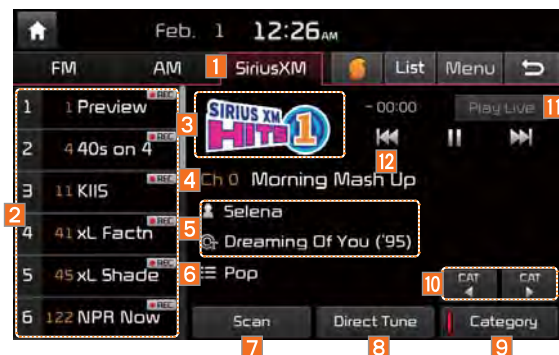 Feb. 1 12:26 AM
FM AM 1 SiriusXM List Menu
1 1 Preview REC
2 4 40s on 4 REC
3 11 KIIS REC
4 41 xL Factn REC
5 45 xL Shade REC
6 122 NPR Now REC
2
3 SIRIUS XM HITS 1
- 00:00 Play Live 11
12
4 Ch 0 Morning Mash Up
5 Selena
Dreaming Of You ('95)
6 Pop
10 CAT CAT
Scan Direct Tune Category
7 8 9